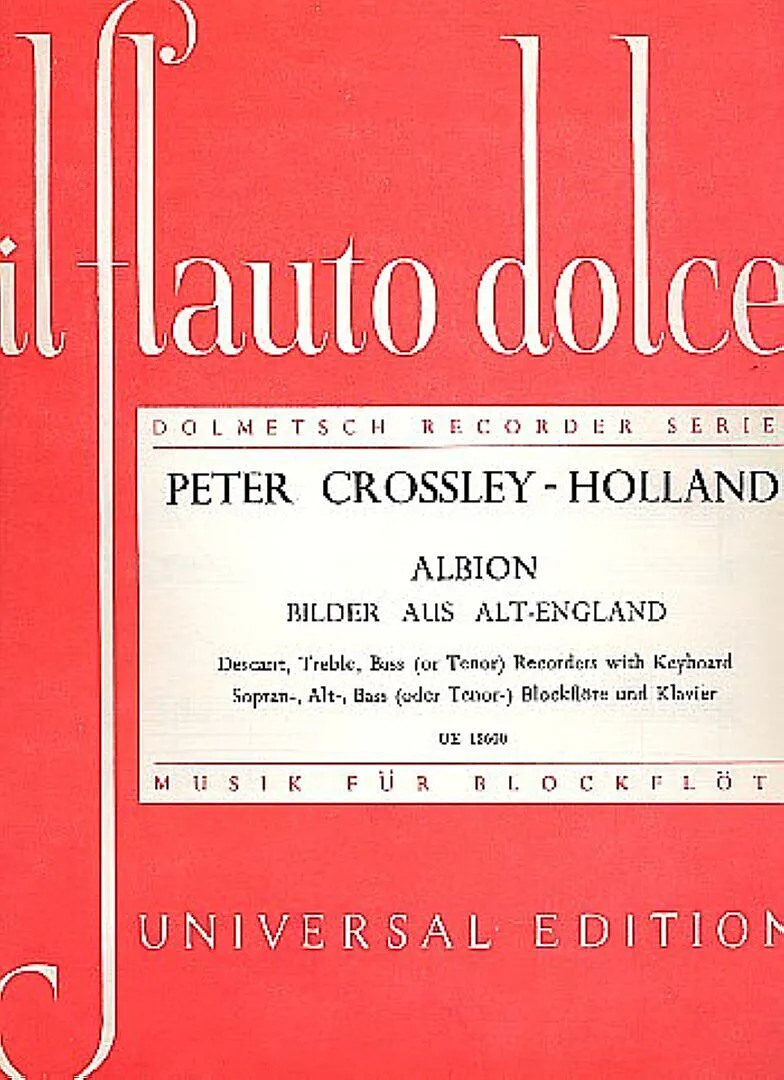 il flauto dolce
DOLMETSCH RECORDER SERIE
PETER CROSSLEY-HOLLAND
ALBION
BILDER AUS ALT-ENGLAND
Descant, Treble, Bass (or Tenor) Recorders with Keyboard
Sopran-, Alt-, Bass (oder Tenor-) Blockflöte und Klavier
UE
MUSIK FÜR BLOCKFLÖT
UNIVERSAL EDITION